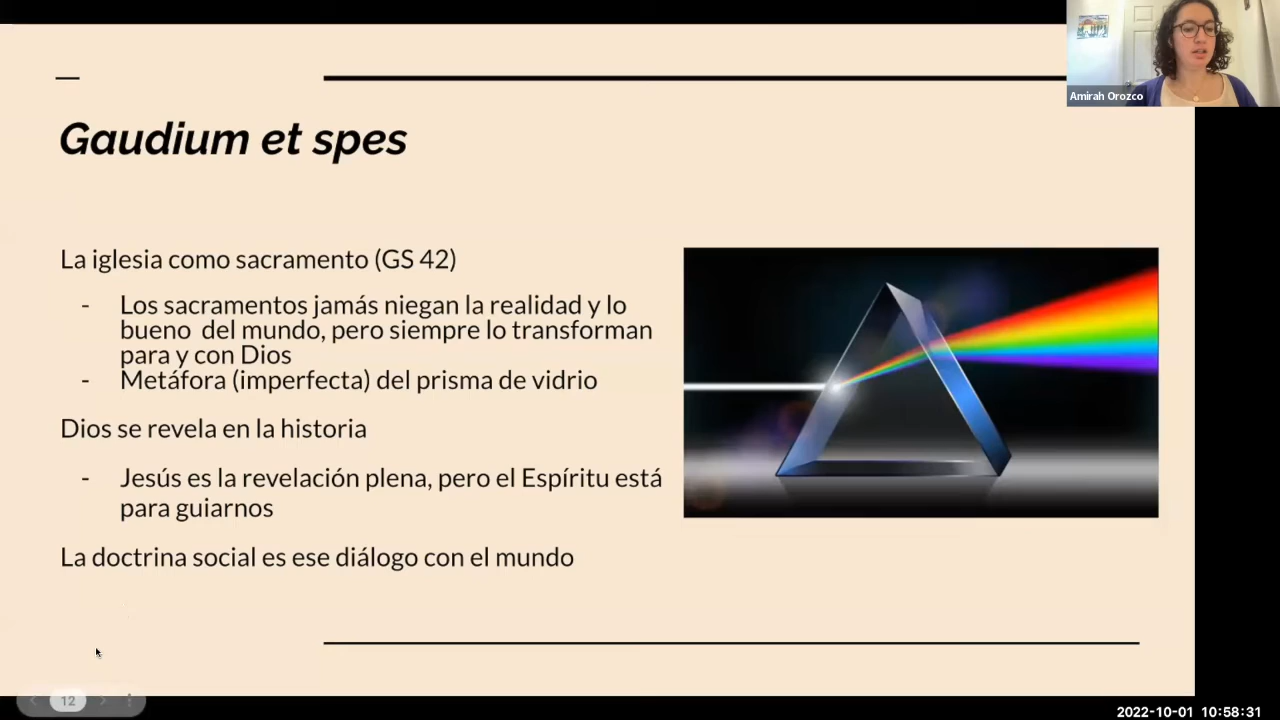 Amirah Orozco
Gaudium et spes
La iglesia como sacramento (GS 42)
- Los sacramentos jamás niegan la realidad y lo
bueno del mundo, pero siempre lo transforman
para y con Dios
- Metáfora (imperfecta) del prisma de vidrio
Dios se revela en la historia
- Jesús es la revelación plena, pero el Espíritu está
para guiarnos
La doctrina social es ese diálogo con el mundo
12
2022-10-01 10:58:31